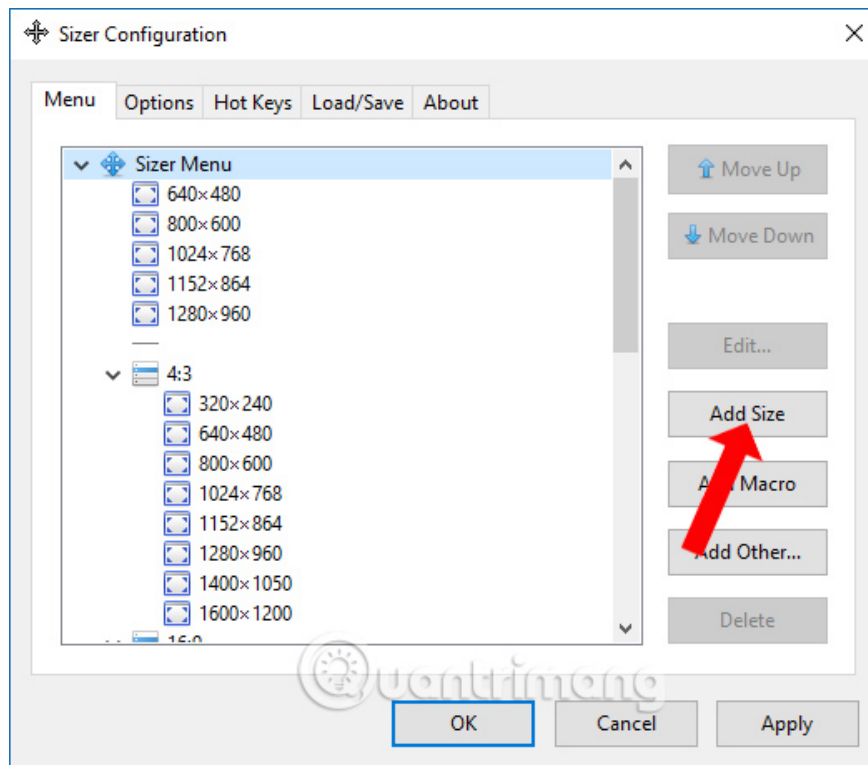 Sizer Configuration
Menu Options Hot Keys Load/Save About
Sizer Menu
640×480
800×600
1024×768
1152×864
1280×960
4:3
320×240
640×480
800×600
1024×768
1152×864
1280×960
1400×1050
1600×1200
Move Up
Move Down
Edit...
Add Size
Macro
Add Other...
Delete
Quantrimang
OK Cancel Apply